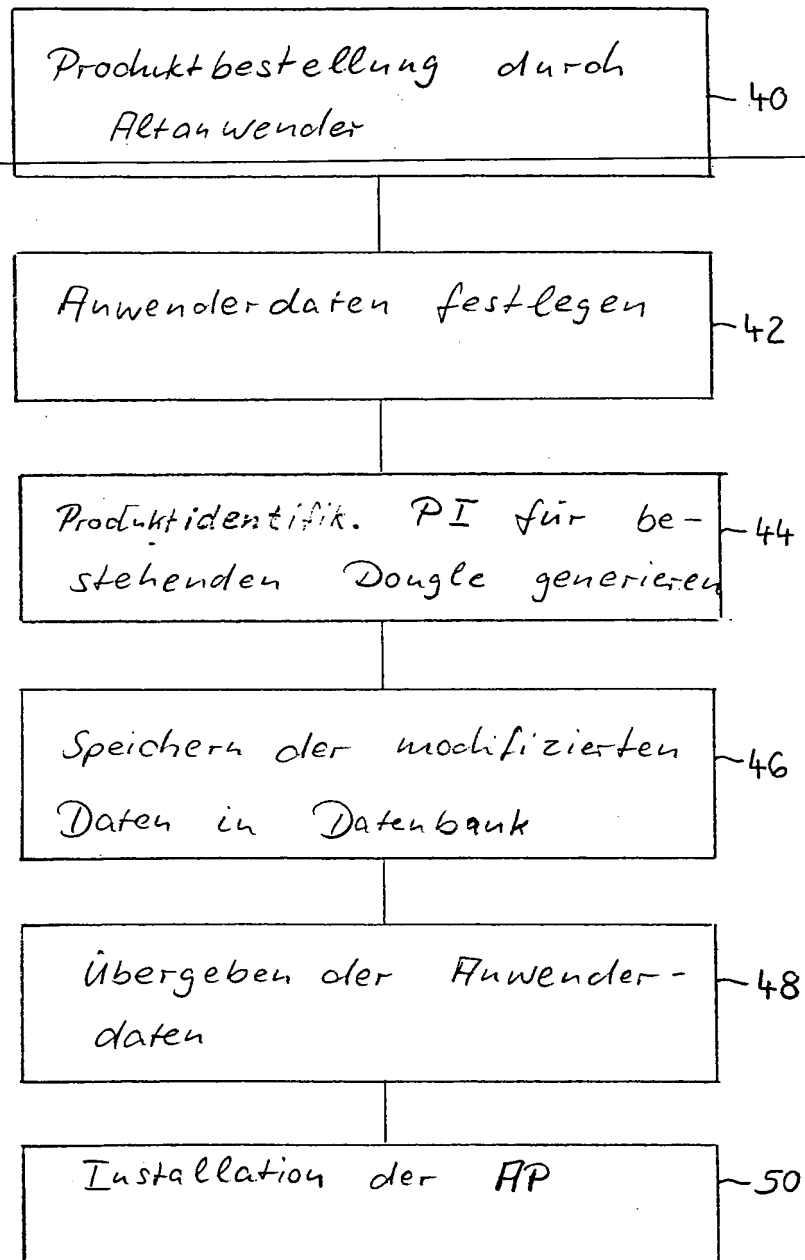 Produktbestellung durch
Altanwender
40
Anwenderdaten festlegen
42
Produktidentifik. PI für be-
stehenden Dongle generieren
44
Speichern der modifizierten
Daten in Datenbank
46
Übergeben der Anwender-
daten
48
Installation der AP
50